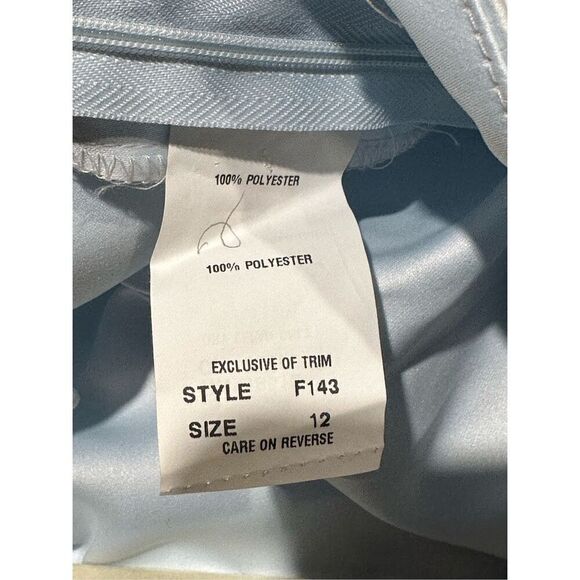 100% POLYESTER
100% POLYESTER
EXCLUSIVE OF TRIM
STYLE F143
SIZE 12
CARE ON REVERSE